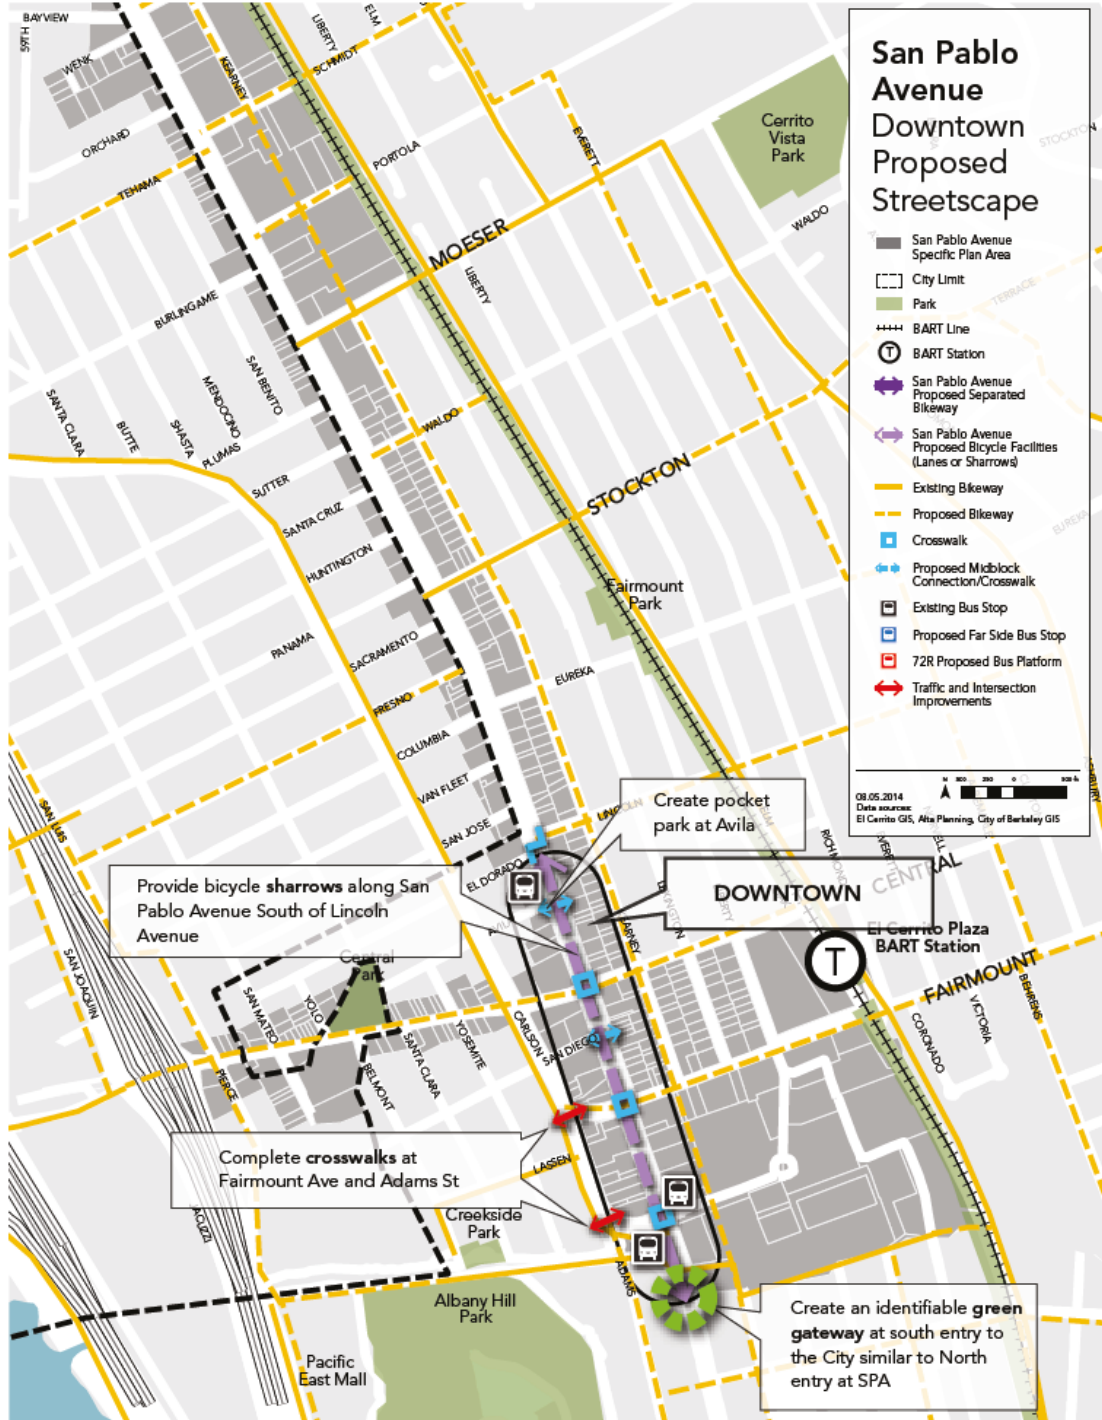 San Pablo
Avenue
Downtown
Proposed
Streetscape
San Pablo Avenue
Specific Plan Area
City Limit
Park
BART Line
T
BART Station
San Pablo Avenue
Proposed Separated
Bikeway
San Pablo Avenue
Proposed Bicycle Facilities
(Lanes or Sharrows)
Existing Bikeway
Proposed Bikeway
Crosswalk
Proposed Midblock
Connection/Crosswalk
Existing Bus Stop
Proposed Far Side Bus Stop
72R Proposed Bus Platform
Traffic and Intersection
Improvements
08.05.2014
Data sources:
El Cerrito GIS, Alta Planning, City of Berkeley GIS
BAYVIEW
59TH
WENK
ORCHARD
TEHAMA
KEARNEY
LIBERTY
ELM
SCHMIDT
PORTOLA
EVERETT
Cerrito
Vista
Park
WALDO
STOCKTON
TERRACE
EUREKA
MOESER
LIBERTY
BURLINGAME
SAN BENITO
MENDOCINO
PLUMAS
SHASTA
BUTTE
SANTA CLARA
WALDO
STOCKTON
SUTTER
SANTA CRUZ
HUNTINGTON
PANAMA
SACRAMENTO
FRESNO
COLUMBIA
VAN FLEET
SAN JOSE
EL DORADO
Fairmount
Park
EUREKA
LINCOLN
ELM
RICHMOND
CENTRAL
ASHBURY
SAN LUIS
Create pocket
park at Avila
Provide bicycle sharrows along San
Pablo Avenue South of Lincoln
Avenue
DOWNTOWN
El Cerrito Plaza
BART Station
T
FAIRMOUNT
BEHRENS
VICTORIA
CORONADO
Central
Park
SAN JOAQUIN
SAN MATEO
YOLO
SANTA CLARA
YOSEMITE
CARLSON
SAN DIEGO
PIERCE
BELMONT
LASSEN
Complete crosswalks at
Fairmount Ave and Adams St
Creekside
Park
ADAMS
Albany Hill
Park
Pacific
East Mall
Create an identifiable green
gateway at south entry to
the City similar to North
entry at SPA